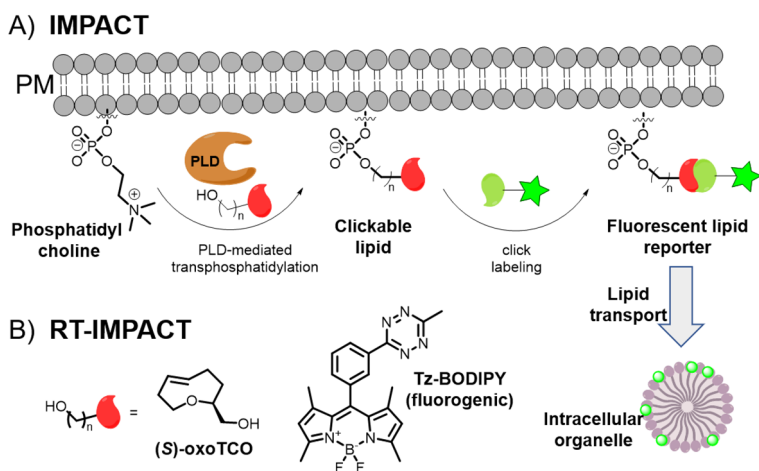 A) IMPACT
PM
O
O
P
O
⊖
O
N
⊕
PLD
HO
n
O
O
P
O
⊖
O
n
O
O
P
O
⊖
O
n
Phosphatidyl
choline
PLD-mediated
transphosphatidylation
Clickable
lipid
click
labeling
Fluorescent lipid
reporter
Lipid
transport
B) RT-IMPACT
HO
n
=
O
OH
(S)-oxoTCO
N
N
N
N
N+
B-
N
F
F
Tz-BODIPY
(fluorogenic)
Intracellular
organelle